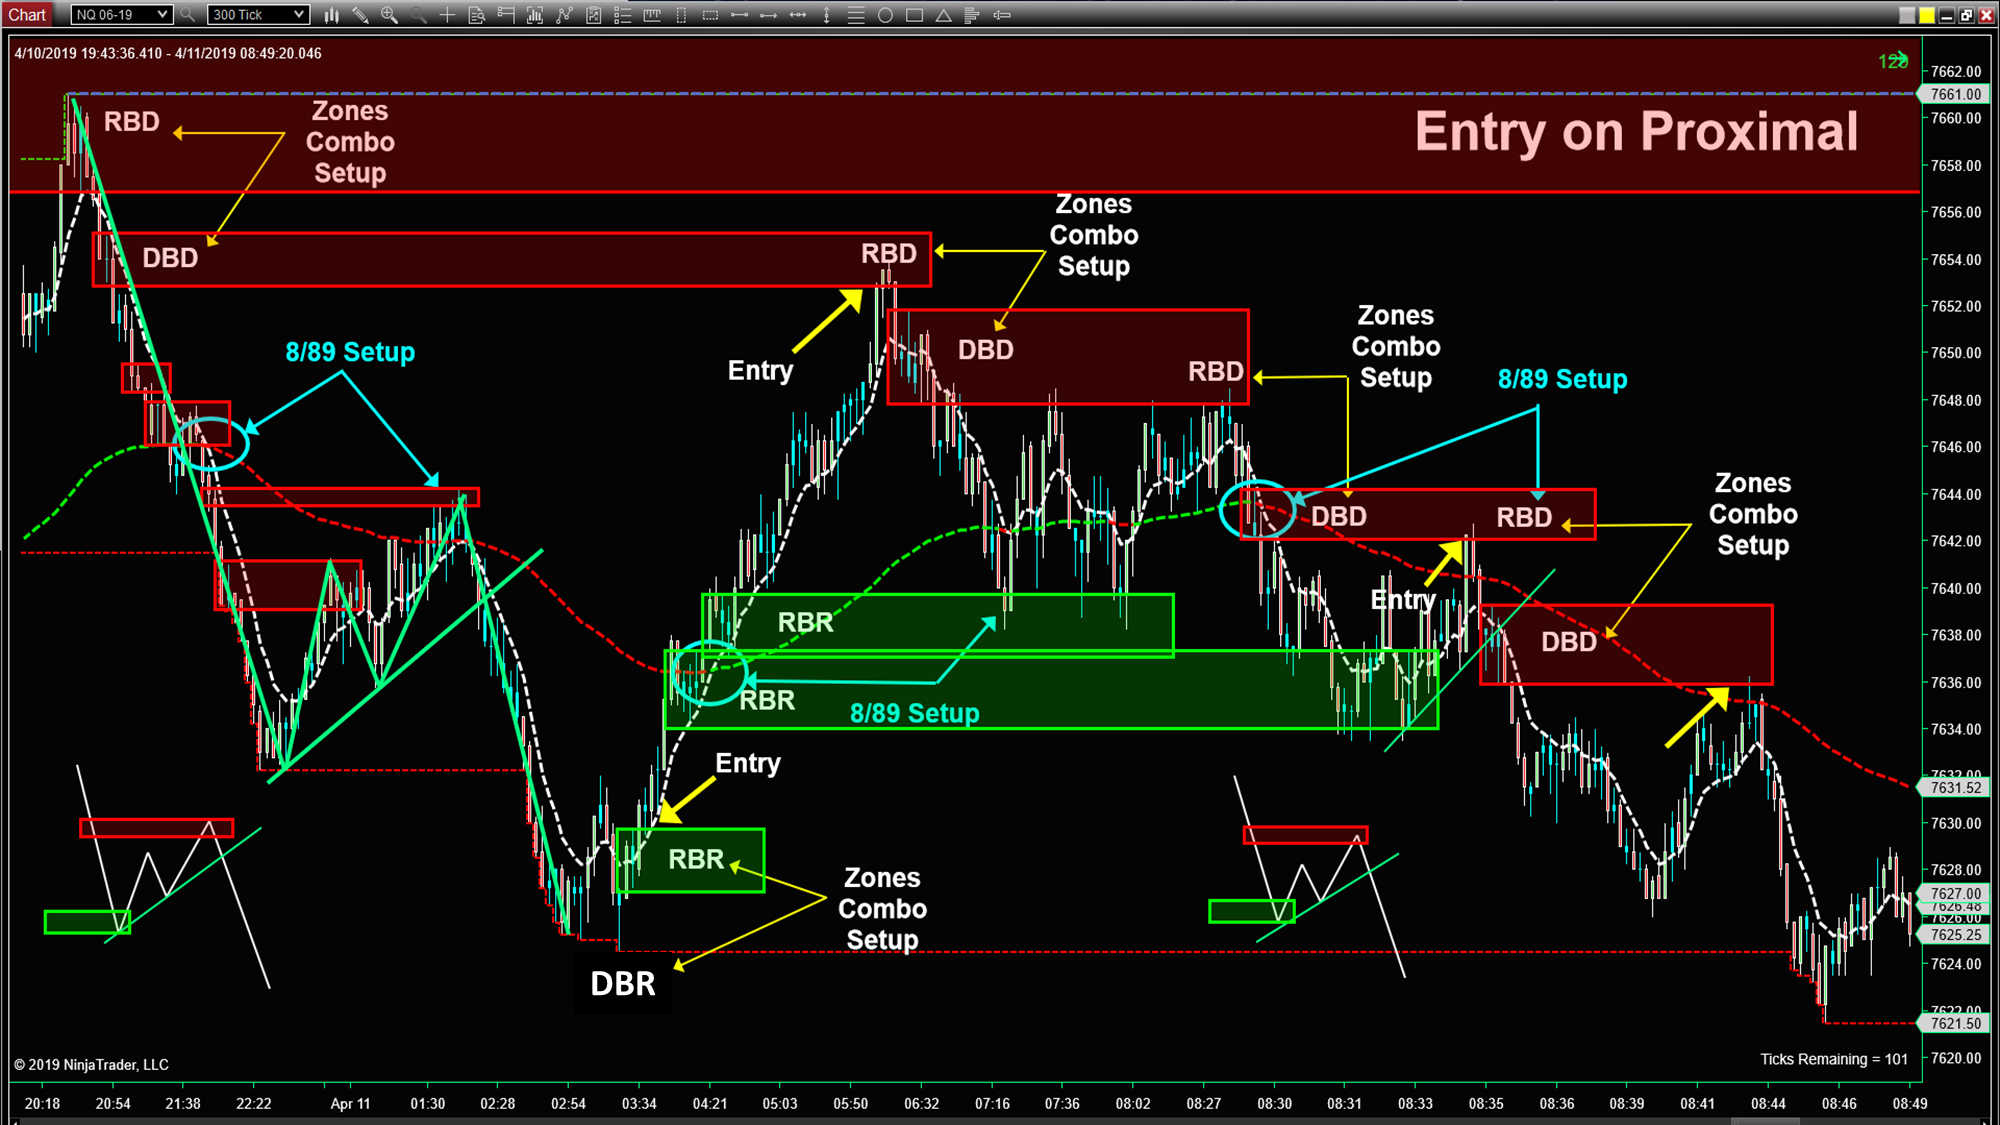 Chart NQ 06-19 300 Tick
4/10/2019 19:43:36.410 - 4/11/2019 08:49:20.046
Entry on Proximal
RBD
Zones
Combo
Setup
DBD
RBD
Zones
Combo
Setup
8/89 Setup
Entry
DBD
RBD
Zones
Combo
Setup
8/89 Setup
DBD
RBD
Zones
Combo
Setup
Entry
RBR
RBR
8/89 Setup
DBD
Entry
RBR
Zones
Combo
Setup
DBR
7662.00
7661.00
7660.00
7658.00
7656.00
7654.00
7652.00
7650.00
7648.00
7646.00
7644.00
7642.00
7640.00
7638.00
7636.00
7634.00
7632.00
7631.52
7630.00
7628.00
7627.00
7626.48
7626.00
7625.25
7624.00
7622.00
7621.50
7620.00
© 2019 NinjaTrader, LLC
Ticks Remaining = 101
20:18 20:54 21:38 22:22 Apr 11 01:30 02:28 02:54 03:34 04:21 05:03 05:50 06:32 07:16 07:36 08:02 08:27 08:30 08:31 08:33 08:35 08:36 08:39 08:41 08:44 08:46 08:49